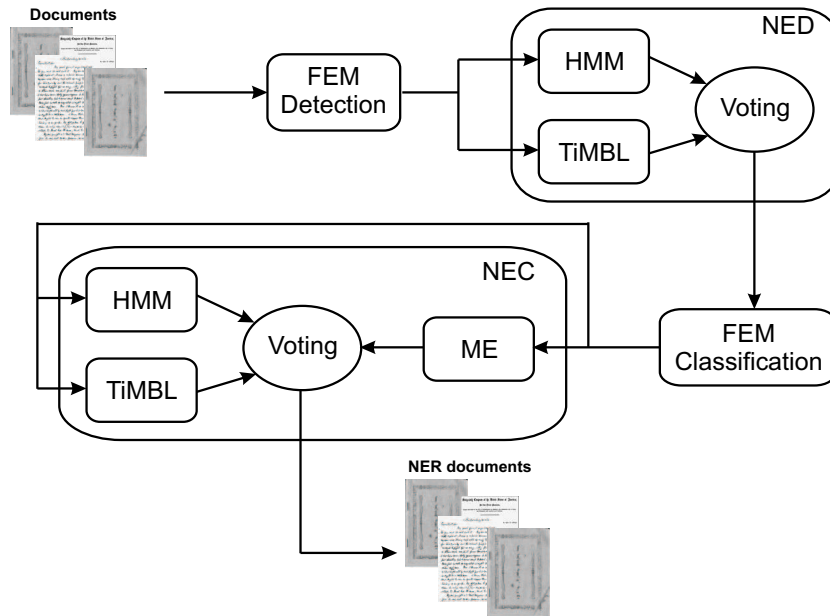 Documents
FEM
Detection
NED
HMM
TiMBL
Voting
NEC
HMM
TiMBL
Voting
ME
FEM
Classification
NER documents